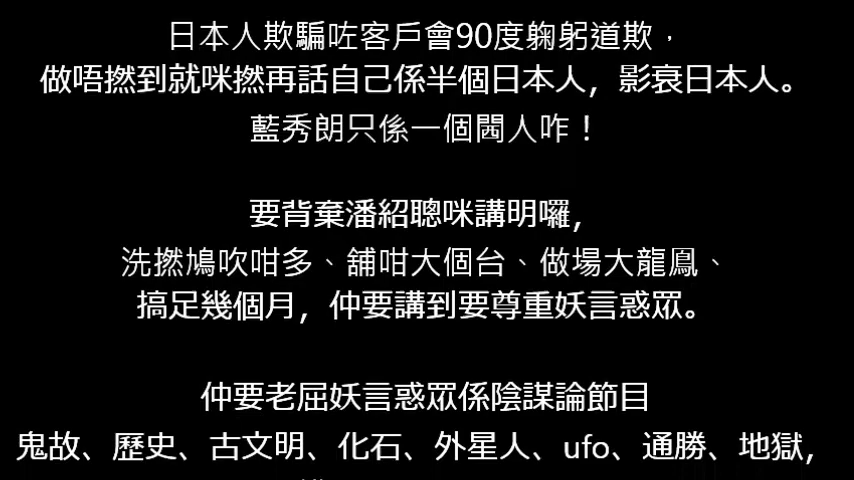 日本人欺騙咗客戶會90度鞠躬道歉，
做唔撚到就咪撚再話自己係半個日本人，影衰日本人。
藍秀朗只係一個閪人咋！
要背棄潘紹聰咪講明囉，
洗撚鳩吹咁多、舖咁大個台、做場大龍鳳、
搞足幾個月，仲要講到要尊重妖言惑眾。
仲要老屈妖言惑眾係陰謀論節目
鬼故、歷史、古文明、化石、外星人、ufo、通勝、地獄，